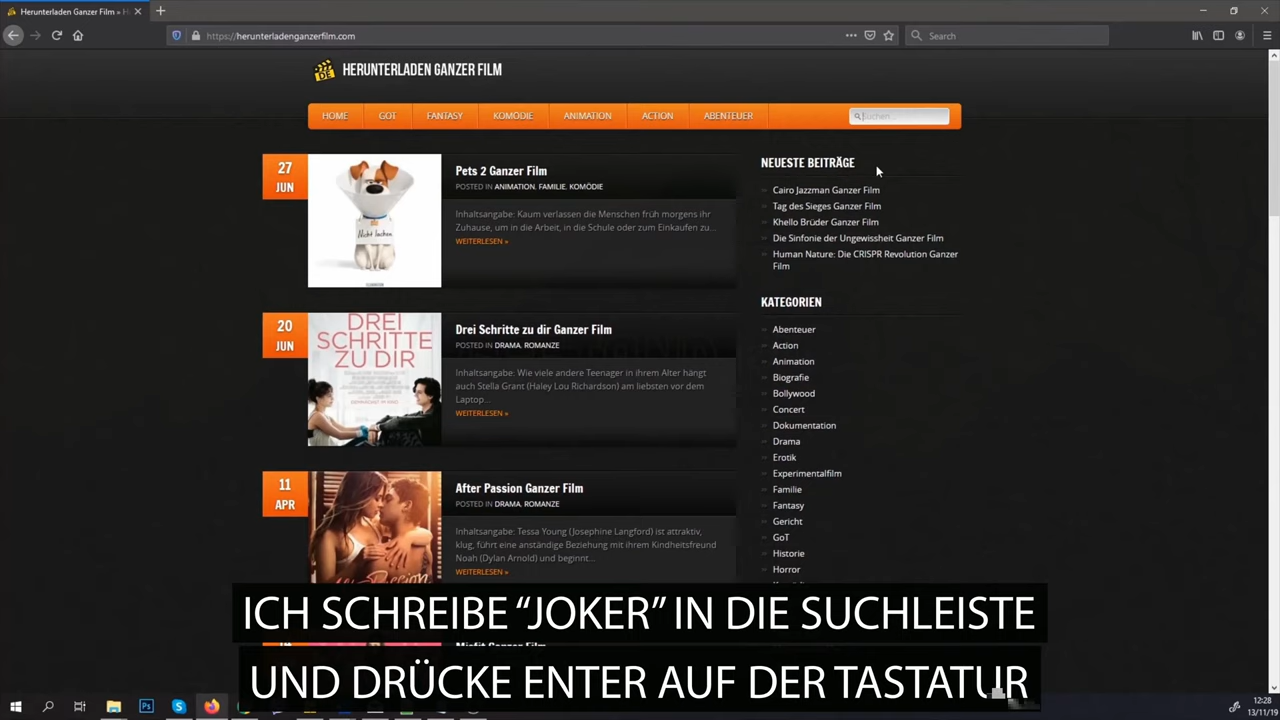 Herunterladen Ganzer Film » H
https://herunterladenganzerfilm.com
Search
DE
HERUNTERLADEN GANZER FILM
HOME
GOT
FANTASY
KOMÖDIE
ANIMATION
ACTION
ABENTEUER
Suchen...
27
JUN
Nicht lachen.
Pets 2 Ganzer Film
POSTED IN ANIMATION, FAMILIE, KOMÖDIE
Inhaltsangabe: Kaum verlassen die Menschen früh morgens ihr
Zuhause, um in die Arbeit, in die Schule oder zum Einkaufen zu...
WEITERLESEN »
20
JUN
DREI
SCHRITTE
ZU DIR
Drei Schritte zu dir Ganzer Film
POSTED IN DRAMA, ROMANZE
Inhaltsangabe: Wie viele andere Teenager in ihrem Alter hängt
auch Stella Grant (Haley Lou Richardson) am liebsten vor dem
Laptop...
WEITERLESEN »
11
APR
After Passion Ganzer Film
POSTED IN DRAMA, ROMANZE
Inhaltsangabe: Tessa Young (Josephine Langford) ist attraktiv,
klug, führt eine anständige Beziehung mit ihrem Kindheitsfreund
Noah (Dylan Arnold) und beginnt...
WEITERLESEN »
NEUESTE BEITRÄGE
Cairo Jazzman Ganzer Film
Tag des Sieges Ganzer Film
Khello Brüder Ganzer Film
Die Sinfonie der Ungewissheit Ganzer Film
Human Nature: Die CRISPR Revolution Ganzer
Film
KATEGORIEN
Abenteuer
Action
Animation
Biografie
Bollywood
Concert
Dokumentation
Drama
Erotik
Experimentalfilm
Familie
Fantasy
Gericht
GoT
Historie
Horror
ICH SCHREIBE “JOKER” IN DIE SUCHLEISTE
UND DRÜCKE ENTER AUF DER TASTATUR
12:28
13/11/19